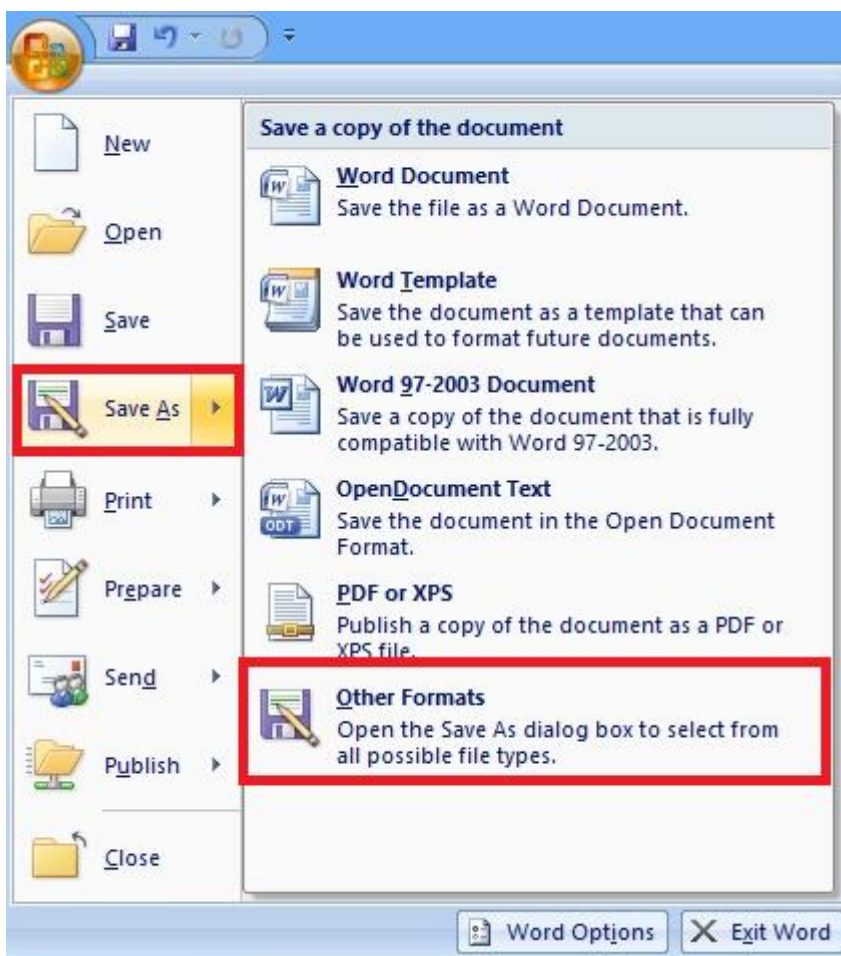 New
Open
Save
Save As
Print
Prepare
Send
Publish
Close
Save a copy of the document
Word Document
Save the file as a Word Document.
Word Template
Save the document as a template that can
be used to format future documents.
Word 97-2003 Document
Save a copy of the document that is fully
compatible with Word 97-2003.
OpenDocument Text
ODT
Save the document in the Open Document
Format.
PDF or XPS
Publish a copy of the document as a PDF or
XPS file.
Other Formats
Open the Save As dialog box to select from
all possible file types.
Word Options
Exit Word